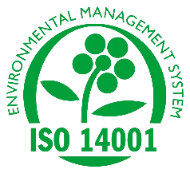 ENVIRONMENTAL MANAGEMENT SYSTEM
ISO 14001